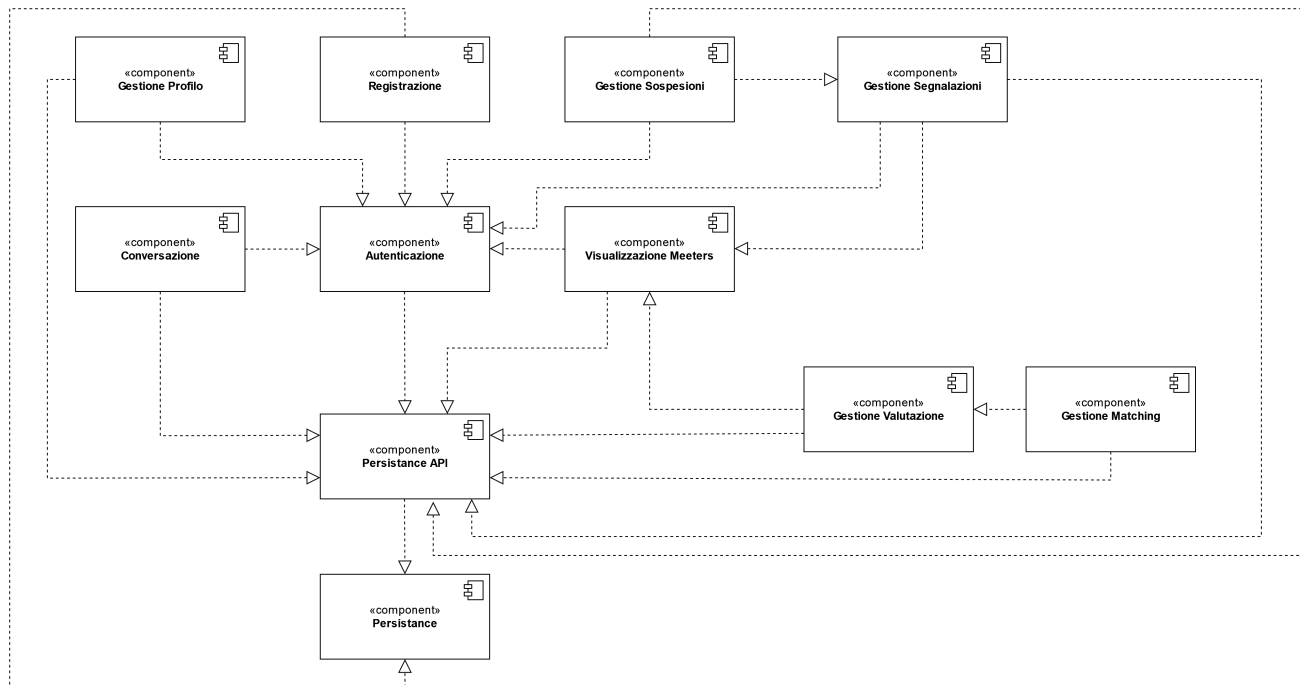 «component»
Gestione Profilo
«component»
Registrazione
«component»
Gestione Sospesioni
«component»
Gestione Segnalazioni
«component»
Conversazione
«component»
Autenticazione
«component»
Visualizzazione Meeters
«component»
Gestione Valutazione
«component»
Gestione Matching
«component»
Persistance API
«component»
Persistance